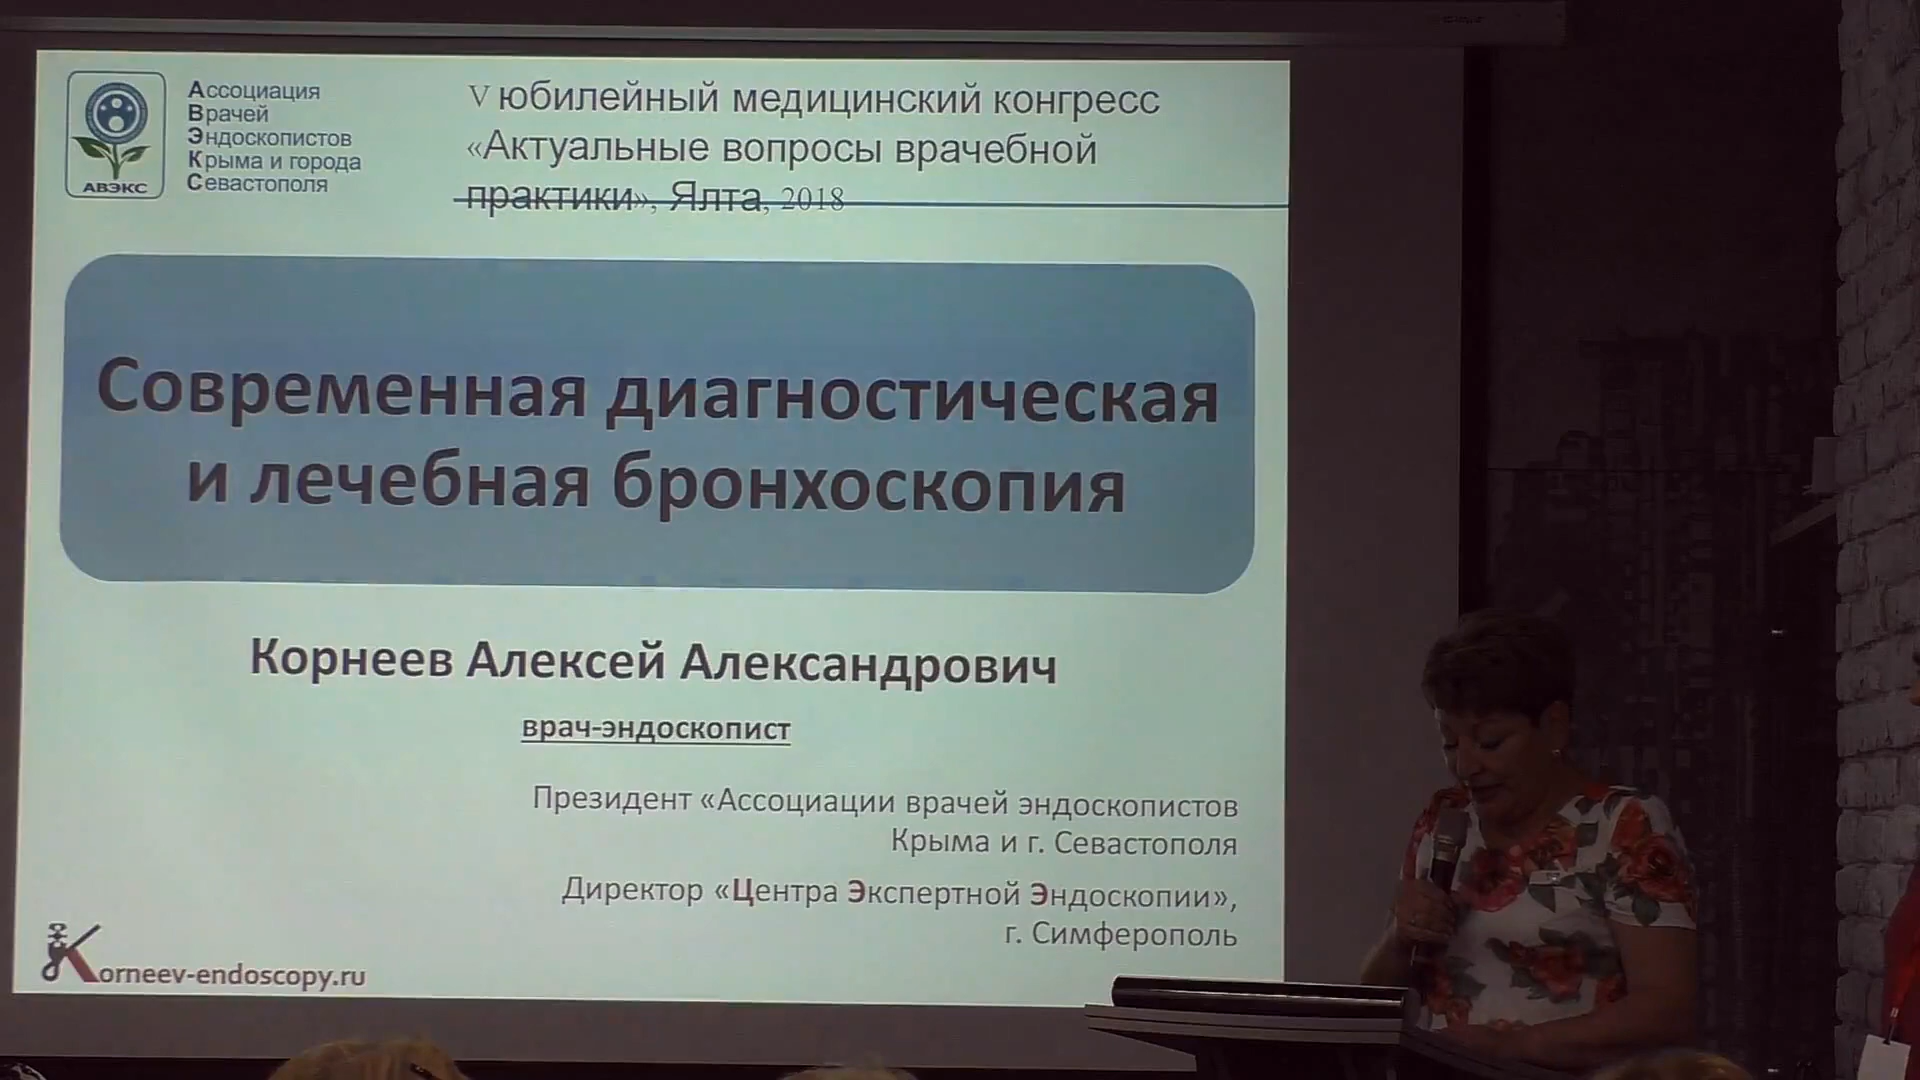 Ассоциация
Врачей
Эндоскопистов
Крыма и города
Севастополя
АВЭКС
V юбилейный медицинский конгресс
«Актуальные вопросы врачебной
практики», Ялта, 2018
Современная диагностическая
и лечебная бронхоскопия
Корнеев Алексей Александрович
врач-эндоскопист
Президент «Ассоциации врачей эндоскопистов
Крыма и г. Севастополя
Директор «Центра Экспертной Эндоскопии»,
г. Симферополь
Korneev-endoscopy.ru